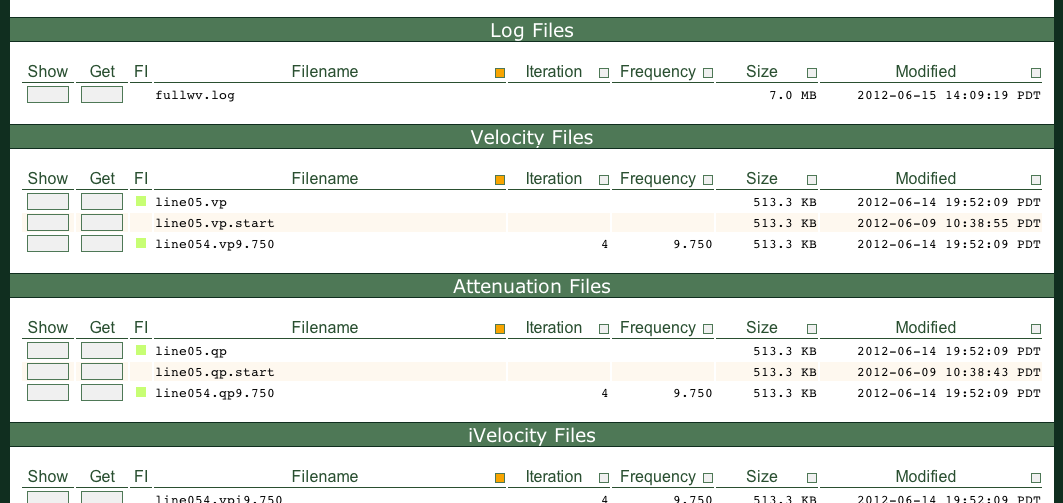 Log Files
Show Get FI Filename Iteration Frequency Size Modified
fullwv.log 7.0 MB 2012-06-15 14:09:19 PDT
Velocity Files
Show Get FI Filename Iteration Frequency Size Modified
line05.vp 513.3 KB 2012-06-14 19:52:09 PDT
line05.vp.start 513.3 KB 2012-06-09 10:38:55 PDT
line054.vp9.750 4 9.750 513.3 KB 2012-06-14 19:52:09 PDT
Attenuation Files
Show Get FI Filename Iteration Frequency Size Modified
line05.qp 513.3 KB 2012-06-14 19:52:09 PDT
line05.qp.start 513.3 KB 2012-06-09 10:38:43 PDT
line054.qp9.750 4 9.750 513.3 KB 2012-06-14 19:52:09 PDT
iVelocity Files
Show Get FI Filename Iteration Frequency Size Modified
line054.vpi9.750 4 9.750 513.3 KB 2012-06-14 19:52:09 PDT